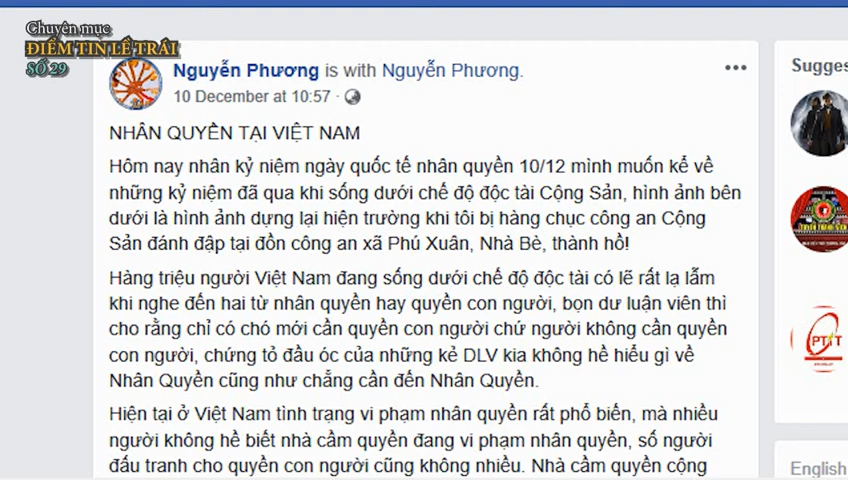 Chuyên mục
ĐIỂM TIN LỀ TRÁI
SỐ 29
Nguyễn Phương is with Nguyễn Phương.
10 December at 10:57
Sugges
NHÂN QUYỀN TẠI VIỆT NAM
Hôm nay nhân kỷ niệm ngày quốc tế nhân quyền 10/12 mình muốn kể về
những kỷ niệm đã qua khi sống dưới chế độ độc tài Cộng Sản, hình ảnh bên
dưới là hình ảnh dựng lại hiện trường khi tôi bị hàng chục công an Cộng
Sản đánh đập tại đồn công an xã Phú Xuân, Nhà Bè, thành hồ!
Hàng triệu người Việt Nam đang sống dưới chế độ độc tài có lẽ rất lạ lẫm
khi nghe đến hai từ nhân quyền hay quyền con người, bọn dư luận viên thì
cho rằng chỉ có chó mới cần quyền con người chứ người không cần quyền
con người, chứng tỏ đầu óc của những kẻ DLV kia không hề hiểu gì về
Nhân Quyền cũng như chẳng cần đến Nhân Quyền.
Hiện tại ở Việt Nam tình trạng vi phạm nhân quyền rất phổ biến, mà nhiều
người không hề biết nhà cầm quyền đang vi phạm nhân quyền, số người
đấu tranh cho quyền con người cũng không nhiều. Nhà cầm quyền cộng
PTIT
English